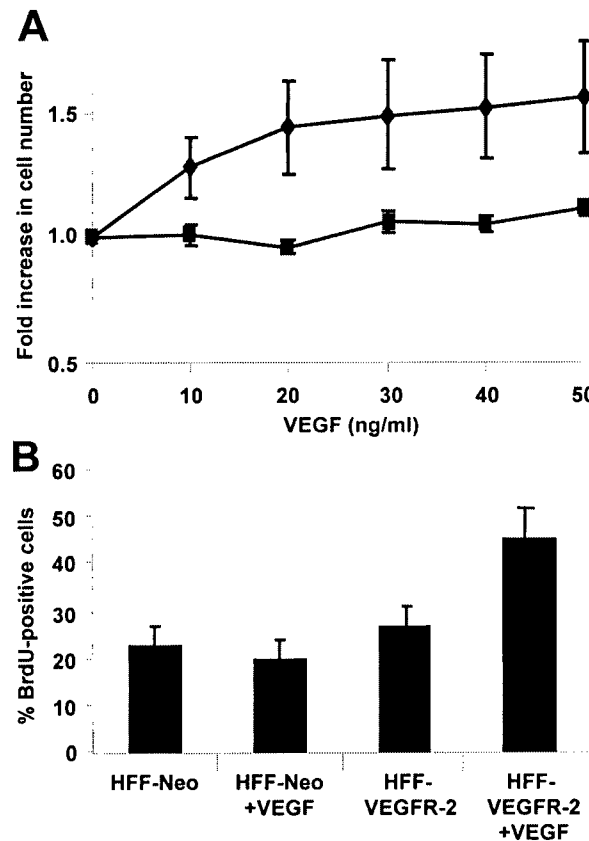 A
Fold increase in cell number
1.5
1.0
0.5
0 10 20 30 40 50
VEGF (ng/ml)
B
% BrdU-positive cells
60
50
40
30
20
10
0
HFF-Neo
HFF-Neo
+VEGF
HFF-
VEGFR-2
HFF-
VEGFR-2
+VEGF